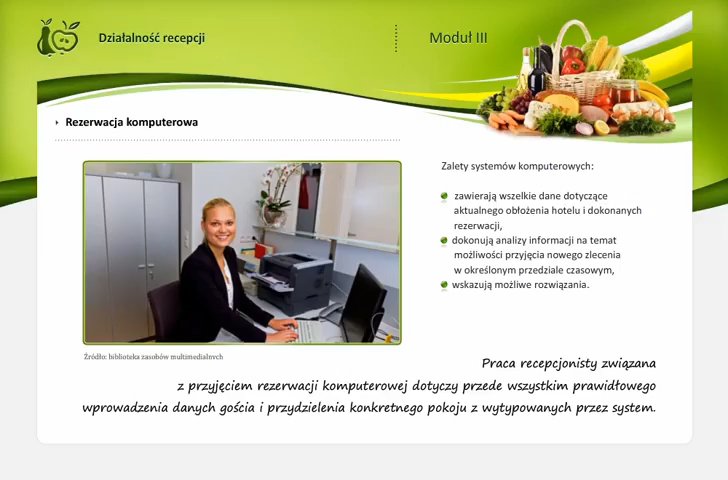 Działalność recepcji
Moduł III
Rezerwacja komputerowa
Zalety systemów komputerowych:
zawierają wszelkie dane dotyczące
aktualnego obłożenia hotelu i dokonanych
rezerwacji,
dokonują analizy informacji na temat
możliwości przyjęcia nowego zlecenia
w określonym przedziale czasowym,
wskazują możliwe rozwiązania.
Źródło: biblioteka zasobów multimedialnych
Praca recepcjonisty związana
z przyjęciem rezerwacji komputerowej dotyczy przede wszystkim prawidłowego
wprowadzenia danych gościa i przydzielenia konkretnego pokoju z wytypowanych przez system.